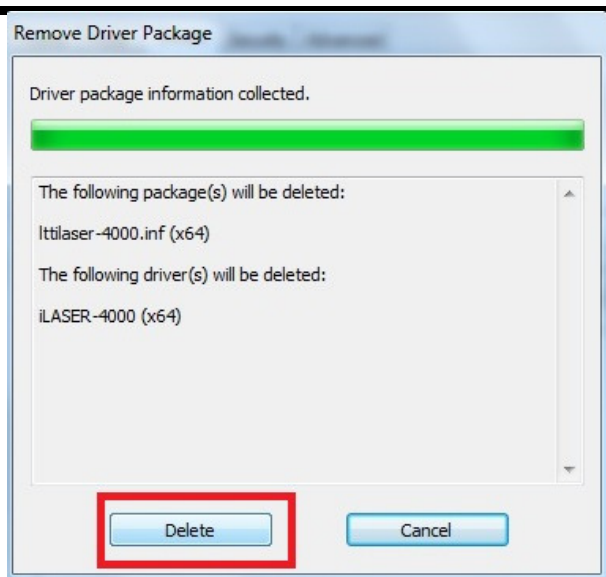 Remove Driver Package
Driver package information collected.
The following package(s) will be deleted:
lttilaser-4000.inf (x64)
The following driver(s) will be deleted:
iLASER-4000 (x64)
Delete
Cancel